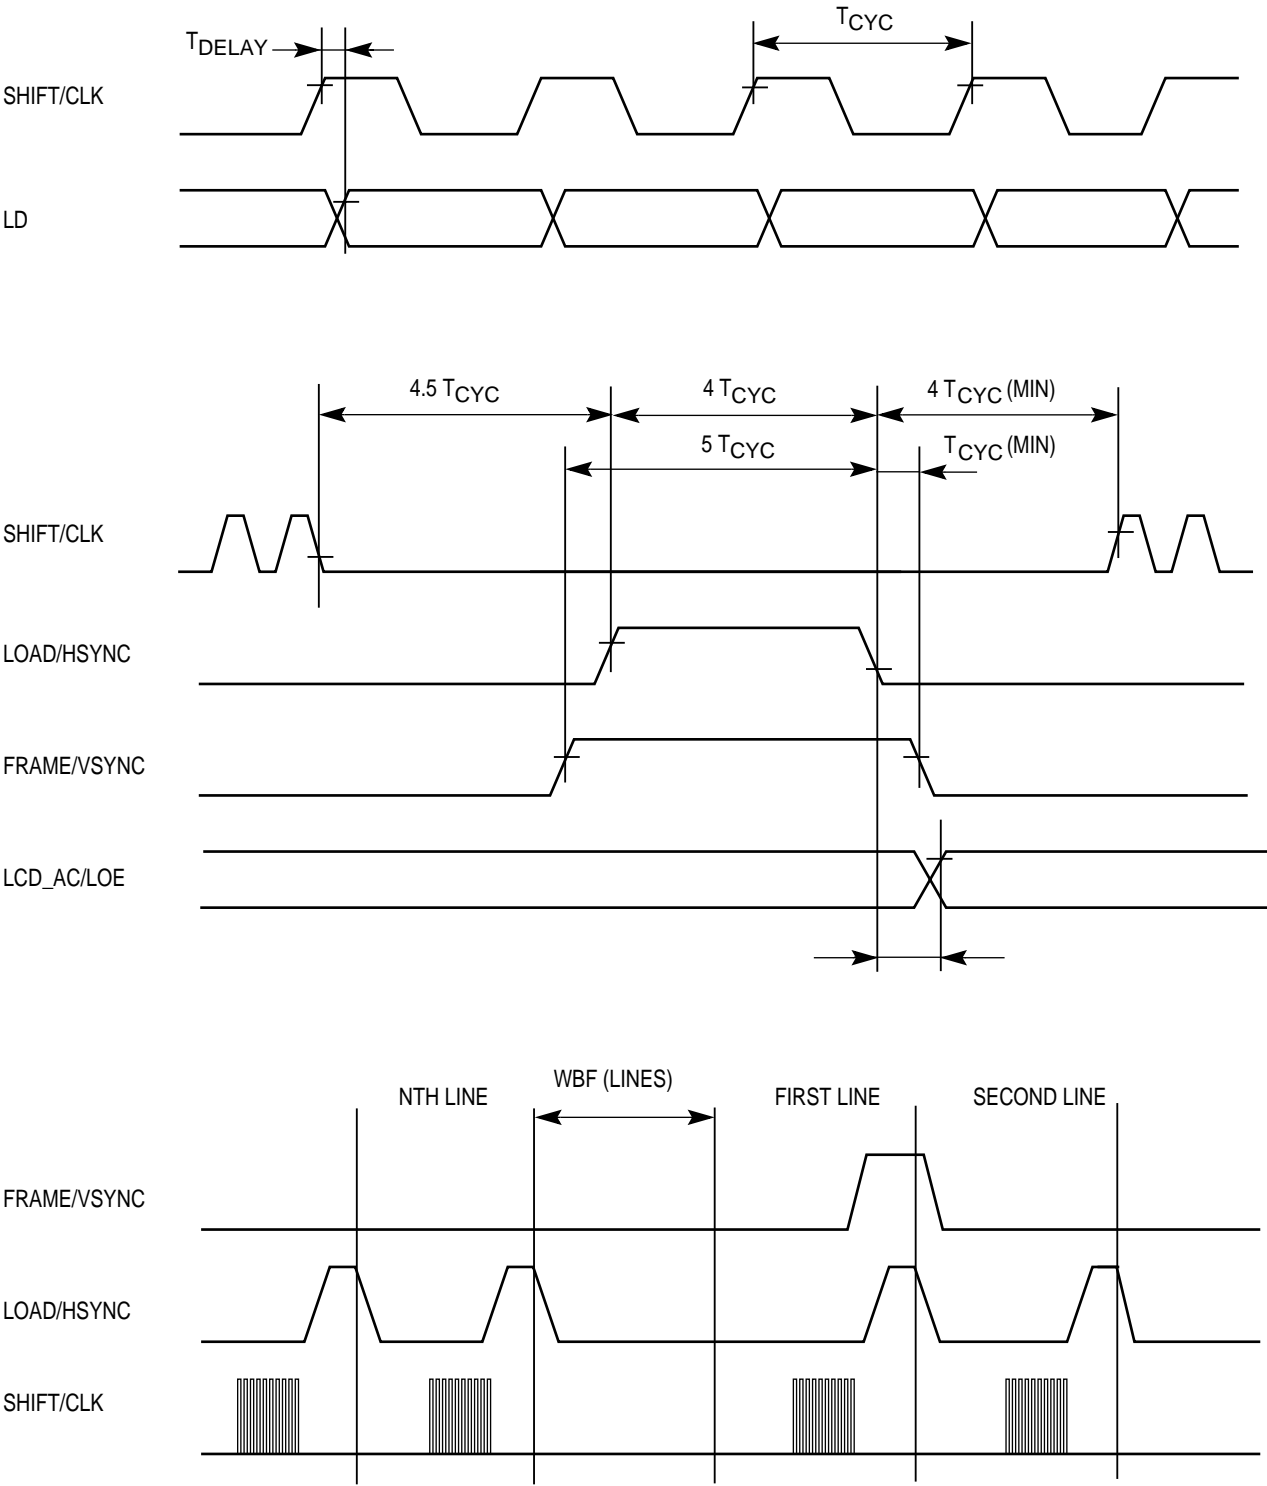 TCYC
TDELAY
SHIFT/CLK
LD
4.5 TCYC
4 TCYC
4 TCYC (MIN)
5 TCYC
TCYC (MIN)
SHIFT/CLK
LOAD/HSYNC
FRAME/VSYNC
LCD_AC/LOE
NTH LINE
WBF (LINES)
FIRST LINE
SECOND LINE
FRAME/VSYNC
LOAD/HSYNC
SHIFT/CLK